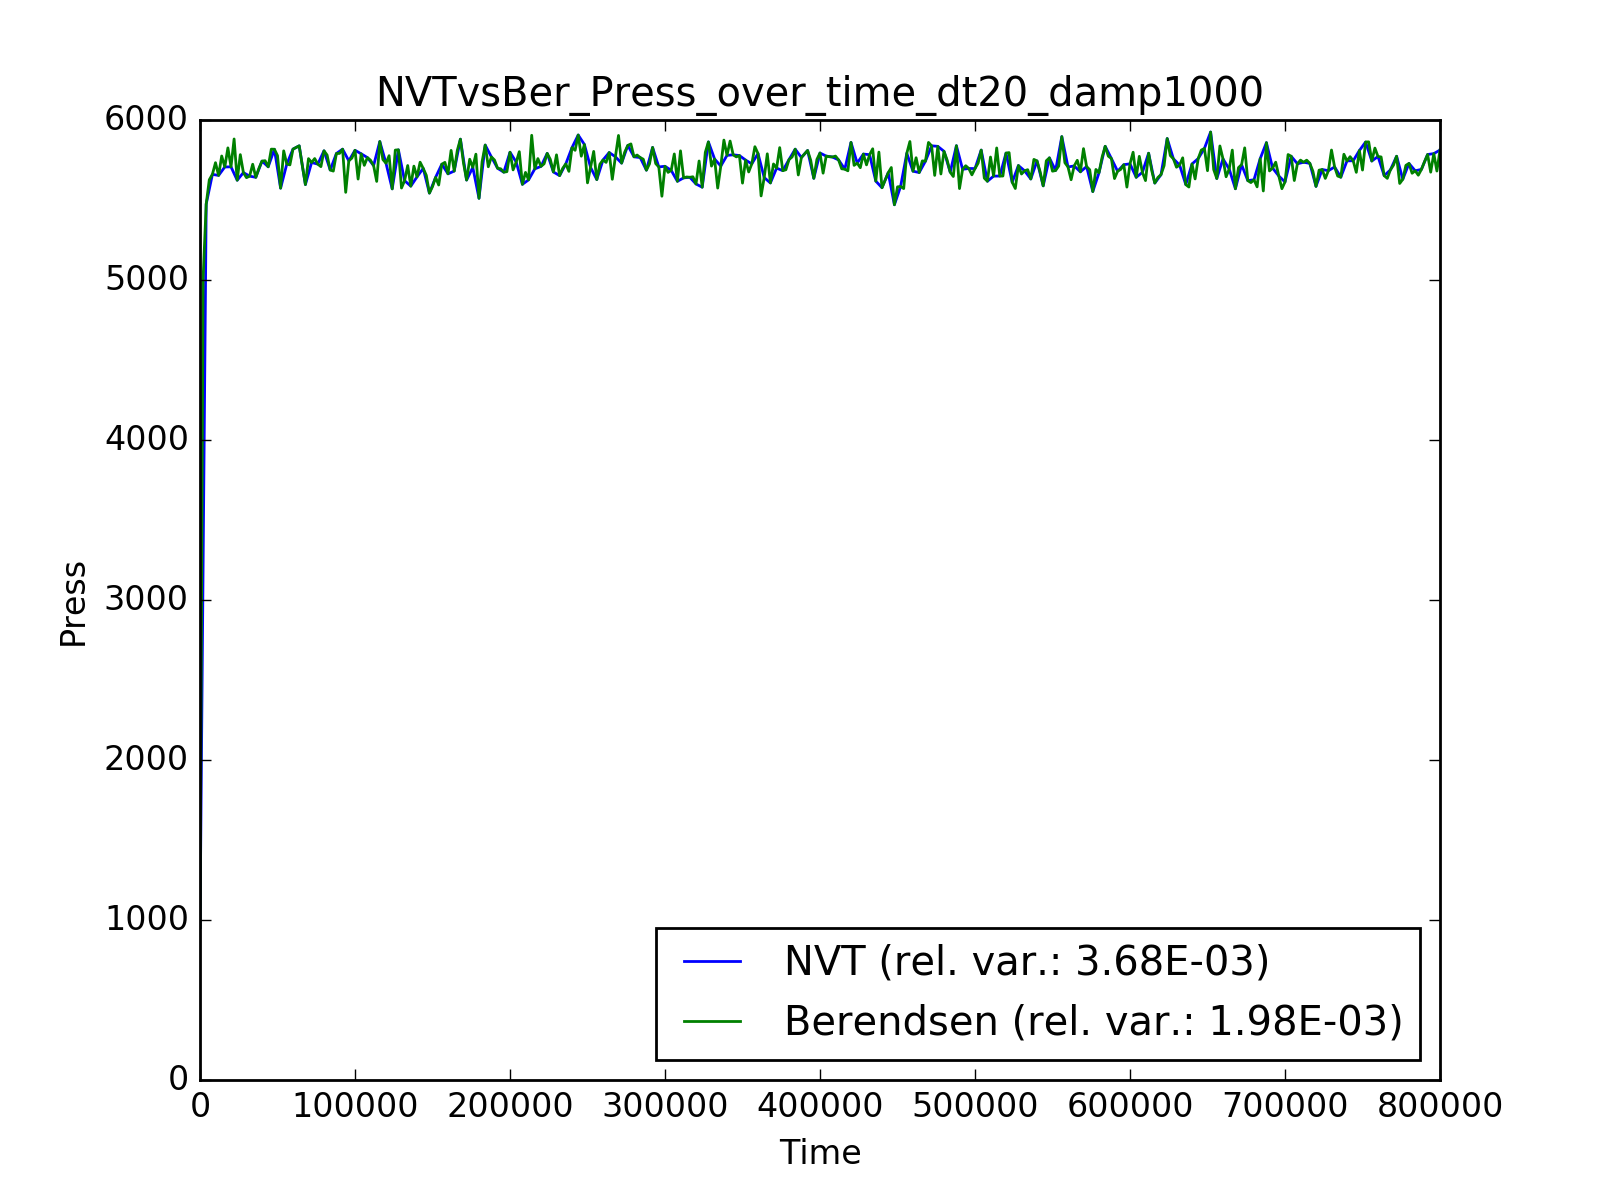 NVTvsBer_Press_over_time_dt20_damp1000
6000
5000
4000
3000
2000
1000
0
Press
NVT (rel. var.: 3.68E-03)
Berendsen (rel. var.: 1.98E-03)
0 100000 200000 300000 400000 500000 600000 700000 800000
Time